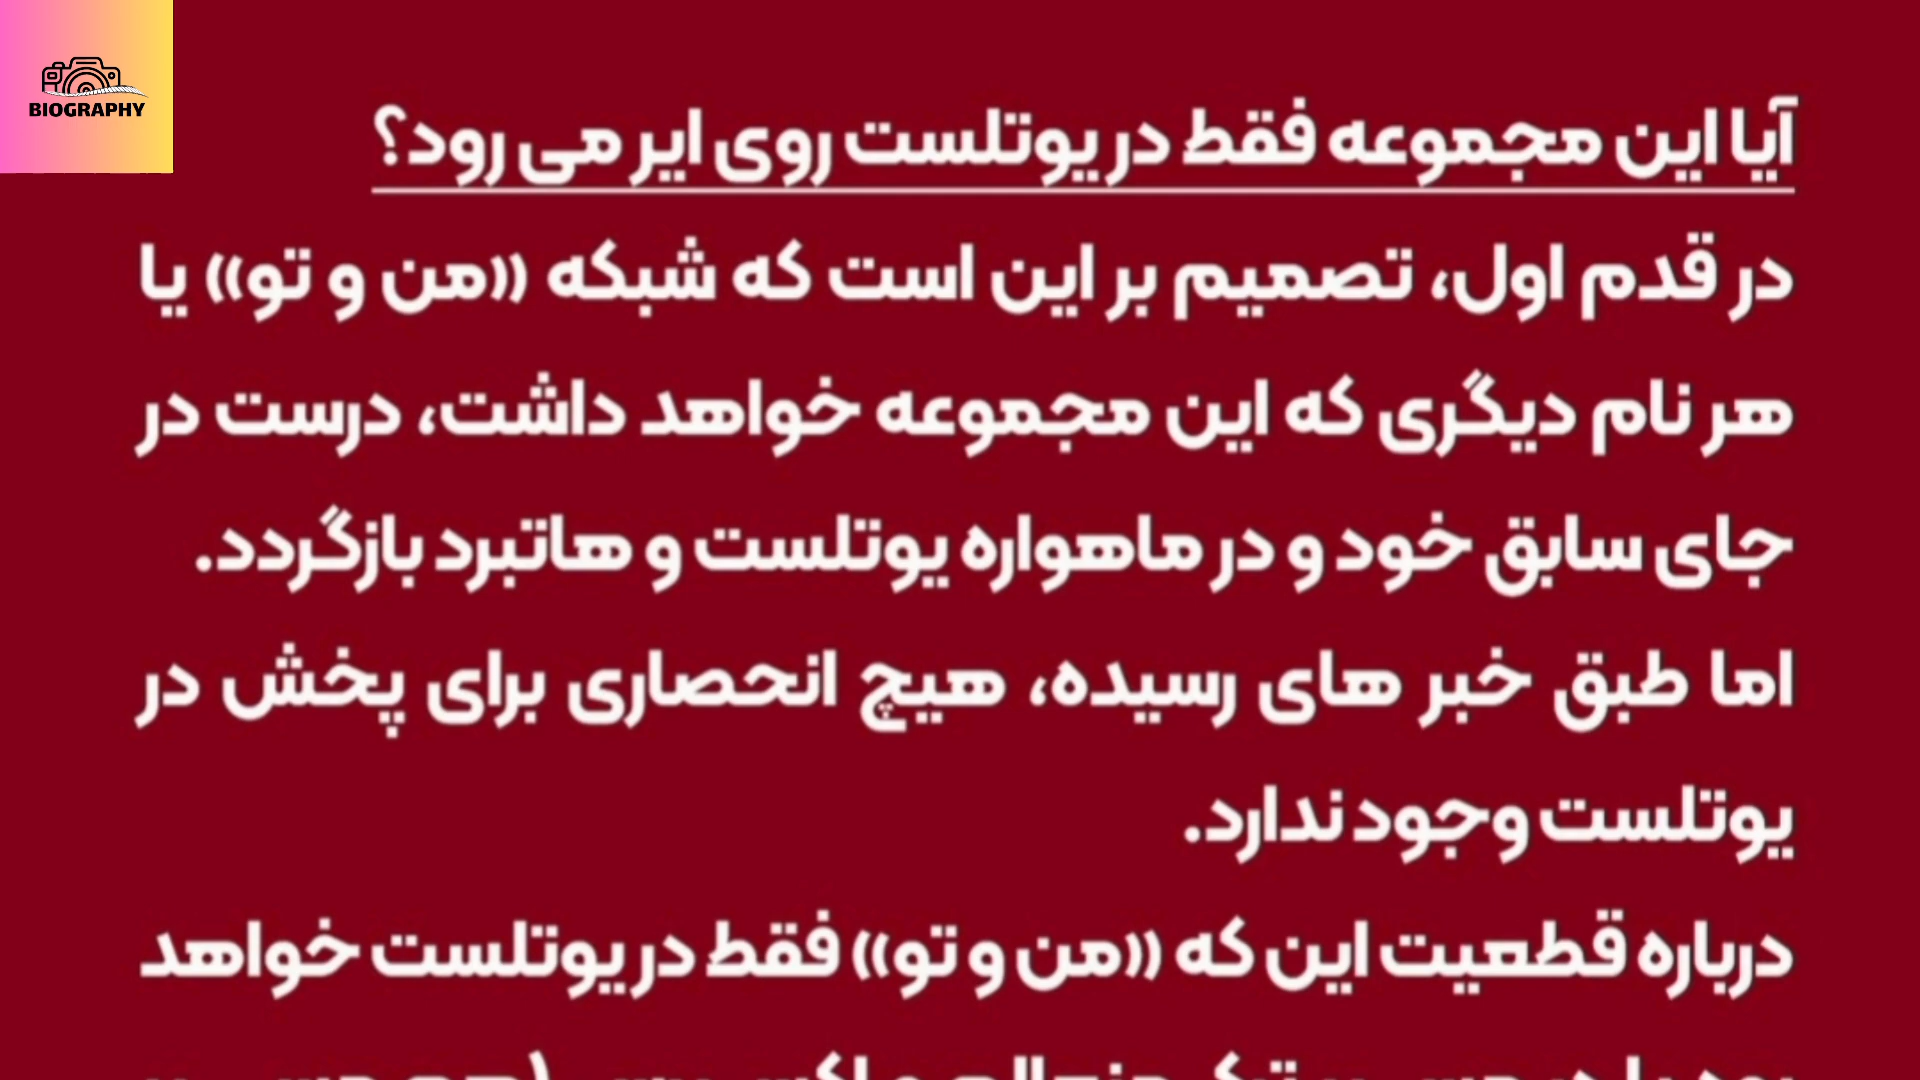 BIOGRAPHY
آیا این مجموعه فقط در یوتلست روی ایر می رود؟
در قدم اول، تصمیم بر این است که شبکه «من و تو» یا
هر نام دیگری که این مجموعه خواهد داشت، درست در
جای سابق خود و در ماهواره یوتلست و هاتبرد بازگردد.
اما طبق خبر های رسیده، هیچ انحصاری برای پخش در
یوتلست وجود ندارد.
درباره قطعیت این که «من و تو» فقط در یوتلست خواهد